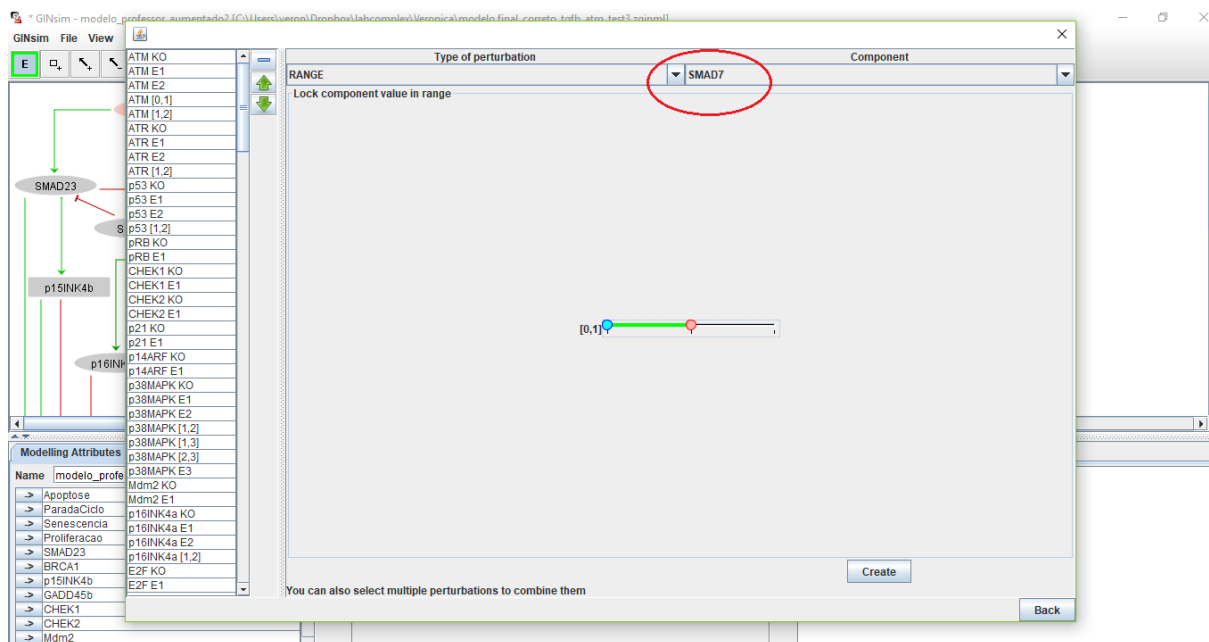 * GINsim - modelo_professor_aumentado2 [C:\Users\veron\Dropbox\labcomplex\Veronica\modelo final_correto_tgfb_atm_test3.zginml]
GINsim File View
E
SMAD23
S
p15INK4b
p16INK
ATM KO
ATM E1
ATM E2
ATM [0,1]
ATM [1,2]
ATR KO
ATR E1
ATR E2
ATR [1,2]
p53 KO
p53 E1
p53 E2
p53 [1,2]
pRB KO
pRB E1
CHEK1 KO
CHEK1 E1
CHEK2 KO
CHEK2 E1
p21 KO
p21 E1
p14ARF KO
p14ARF E1
p38MAPK KO
p38MAPK E1
p38MAPK E2
p38MAPK [1,2]
p38MAPK [1,3]
p38MAPK [2,3]
p38MAPK E3
Mdm2 KO
Mdm2 E1
p16INK4a KO
p16INK4a E1
p16INK4a E2
p16INK4a [1,2]
E2F KO
E2F E1
Type of perturbation Component
RANGE SMAD7
Lock component value in range
[0,1]
Create
You can also select multiple perturbations to combine them
Back
Modelling Attributes
Name modelo_profe
-> Apoptose
-> ParadaCiclo
-> Senescencia
-> Proliferacao
-> SMAD23
-> BRCA1
-> p15INK4b
-> GADD45b
-> CHEK1
-> CHEK2
-> Mdm2